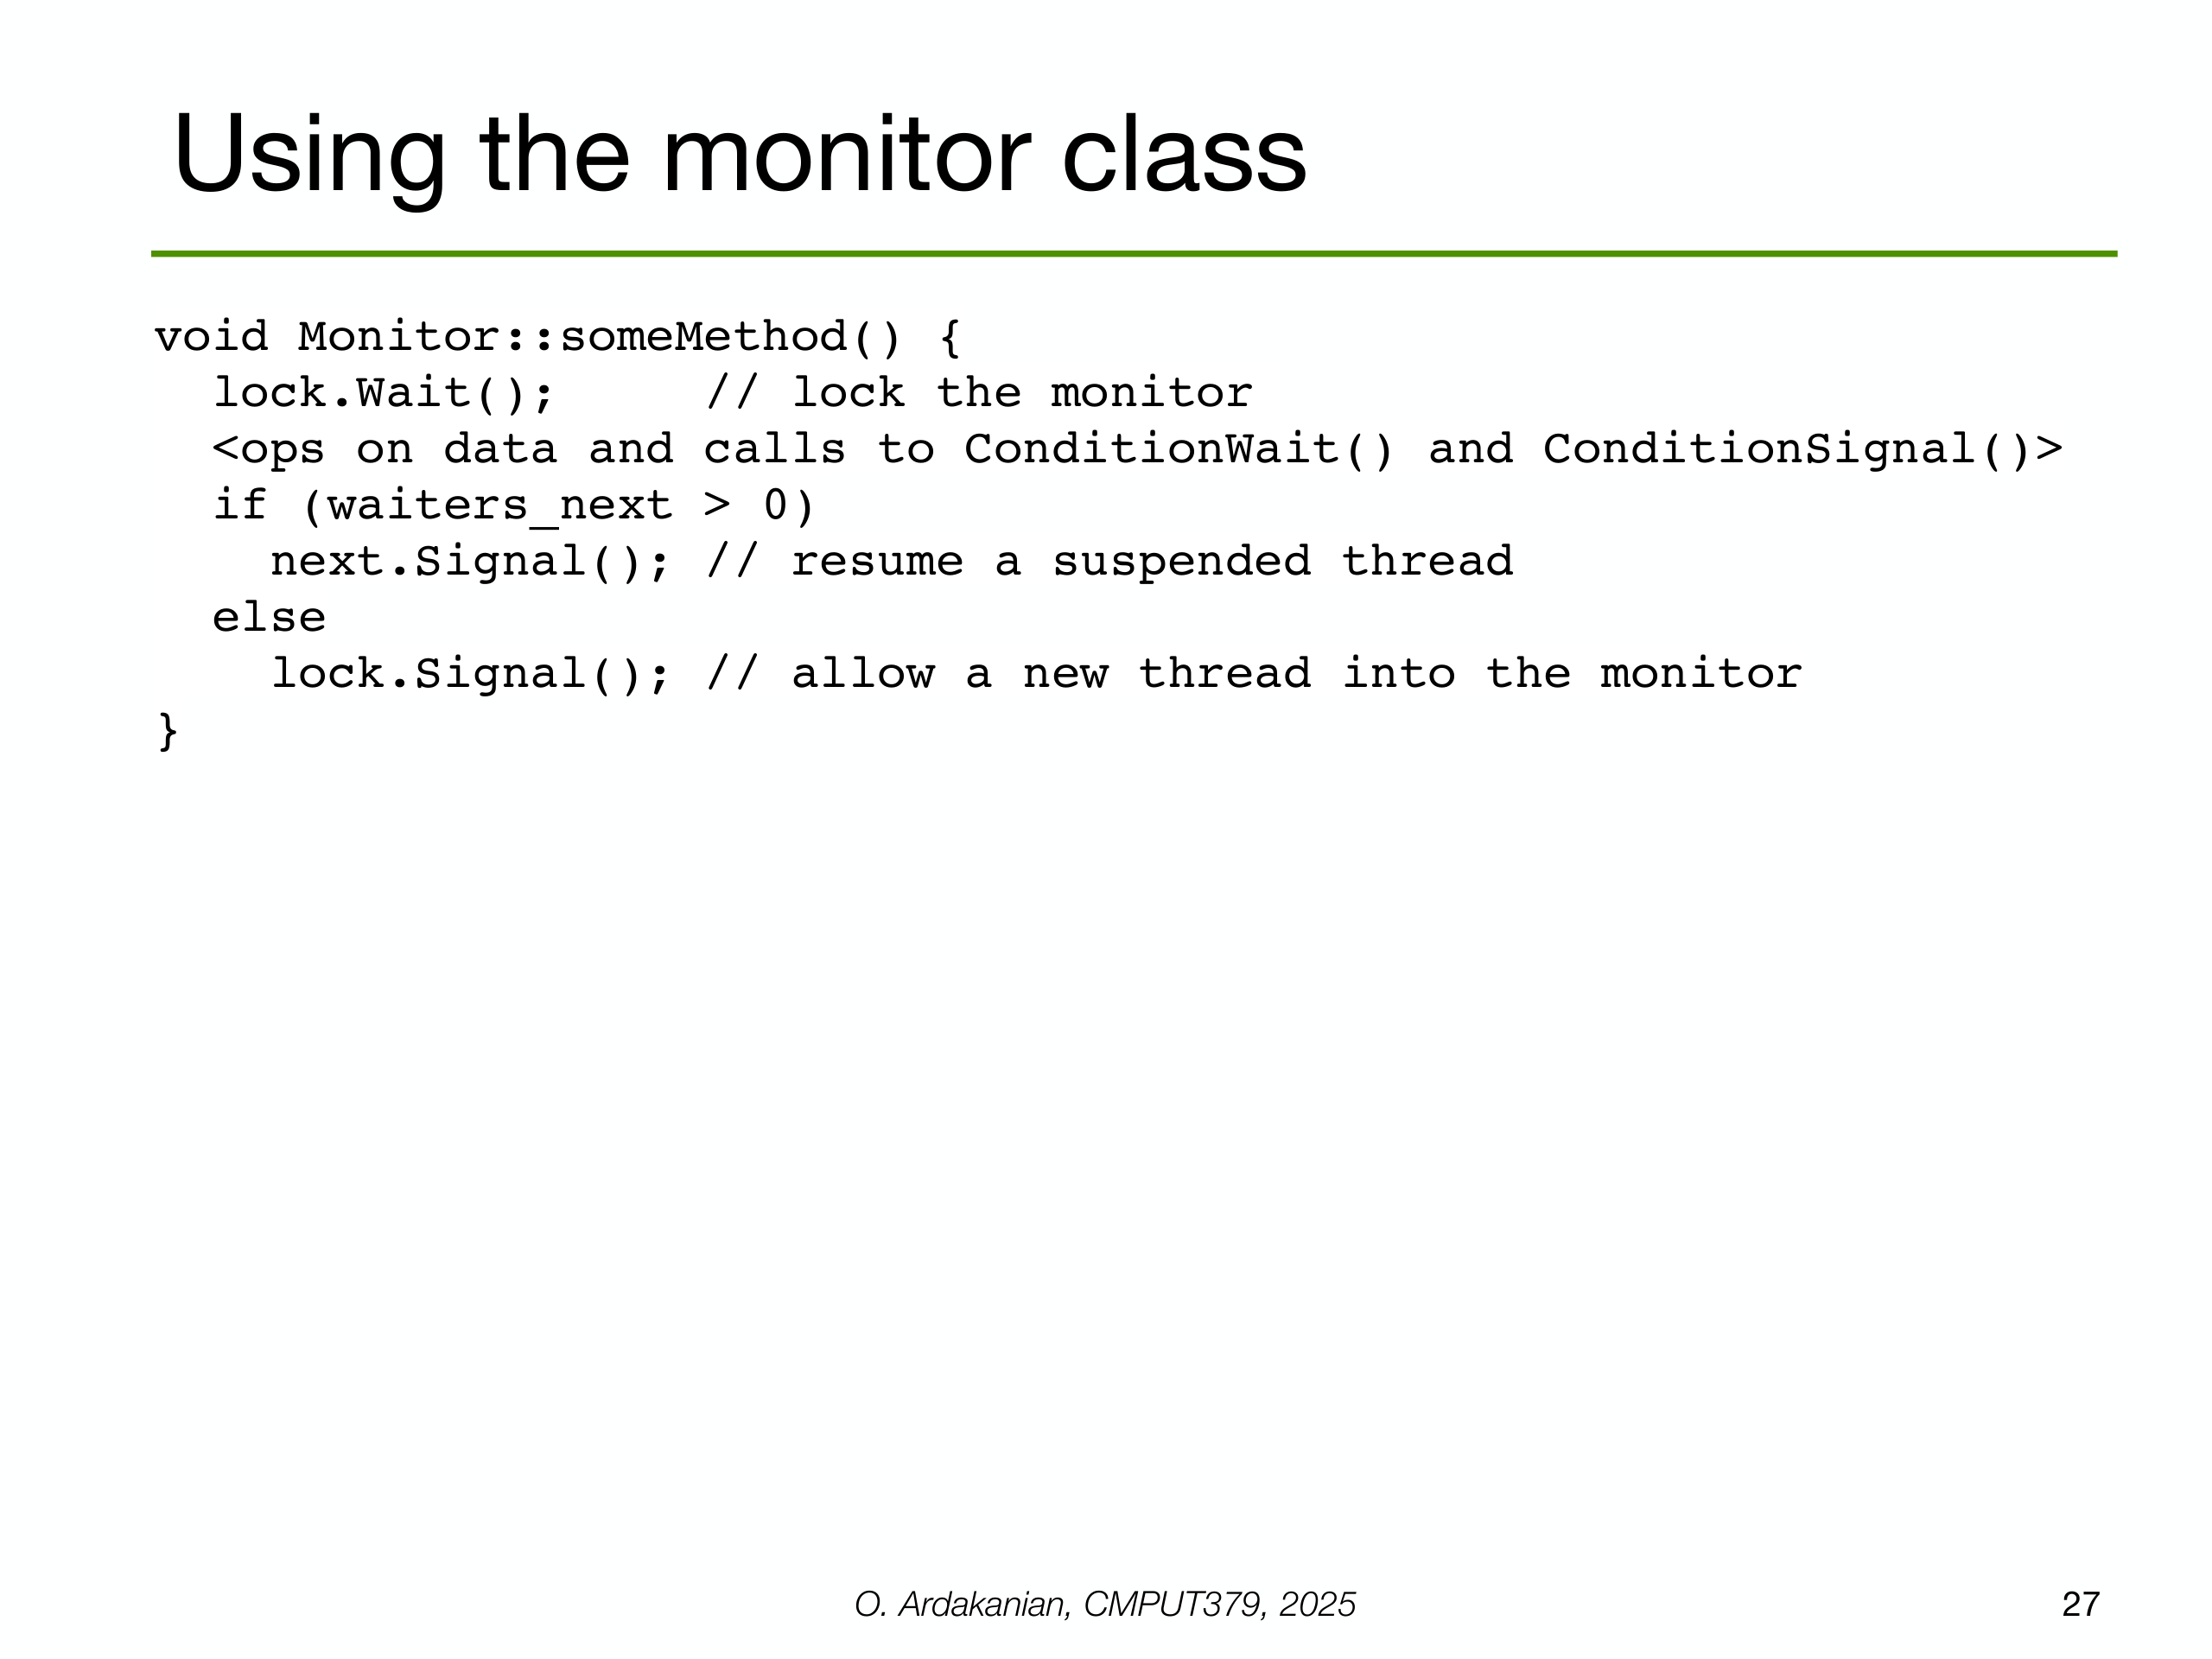 Using the monitor class
void Monitor::someMethod() {
  lock.Wait();     // lock the monitor
  <ops on data and calls to ConditionWait() and ConditionSignal()>
  if (waiters_next > 0)
    next.Signal(); // resume a suspended thread
  else
    lock.Signal(); // allow a new thread into the monitor
}
O. Ardakanian, CMPUT379, 2025
27